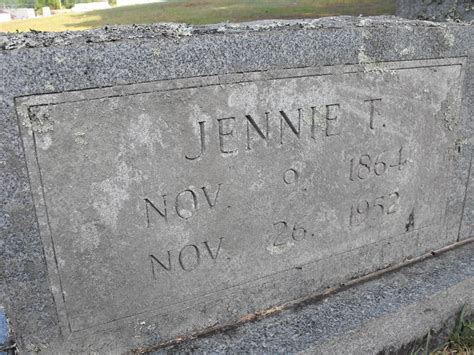 JENNIE T.
NOV. 9. 1864
NOV. 26. 1952